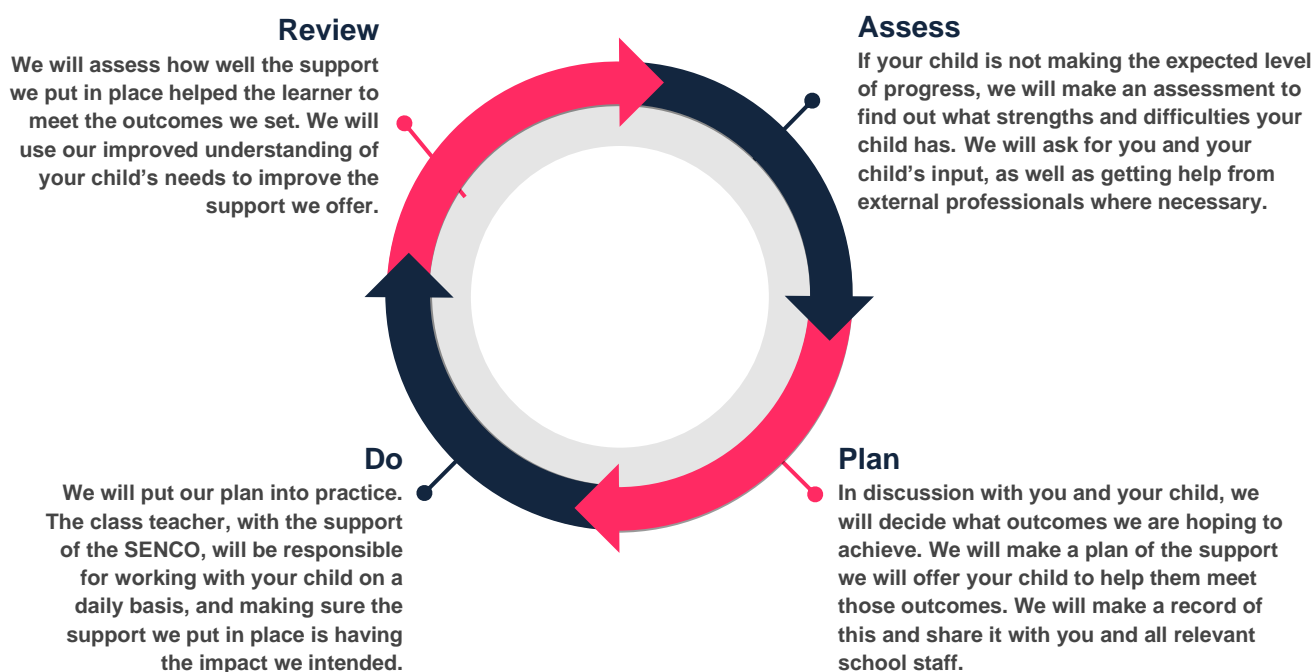 Review
We will assess how well the support
we put in place helped the learner to
meet the outcomes we set. We will
use our improved understanding of
your child’s needs to improve the
support we offer.
Assess
If your child is not making the expected level
of progress, we will make an assessment to
find out what strengths and difficulties your
child has. We will ask for you and your
child’s input, as well as getting help from
external professionals where necessary.
Do
We will put our plan into practice.
The class teacher, with the support
of the SENCO, will be responsible
for working with your child on a
daily basis, and making sure the
support we put in place is having
the impact we intended.
Plan
In discussion with you and your child, we
will decide what outcomes we are hoping to
achieve. We will make a plan of the support
we will offer your child to help them meet
those outcomes. We will make a record of
this and share it with you and all relevant
school staff.